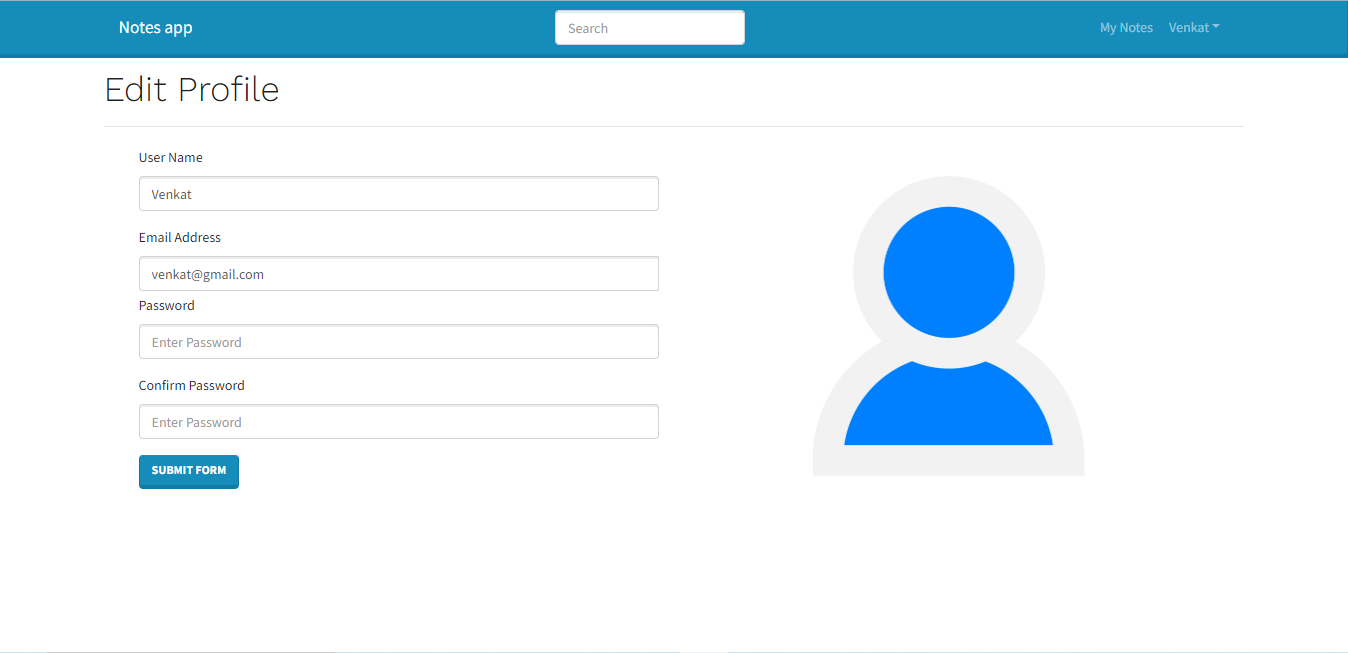 Notes app
Search
My Notes
Venkat
Edit Profile
User Name
Venkat
Email Address
venkat@gmail.com
Password
Enter Password
Confirm Password
Enter Password
SUBMIT FORM